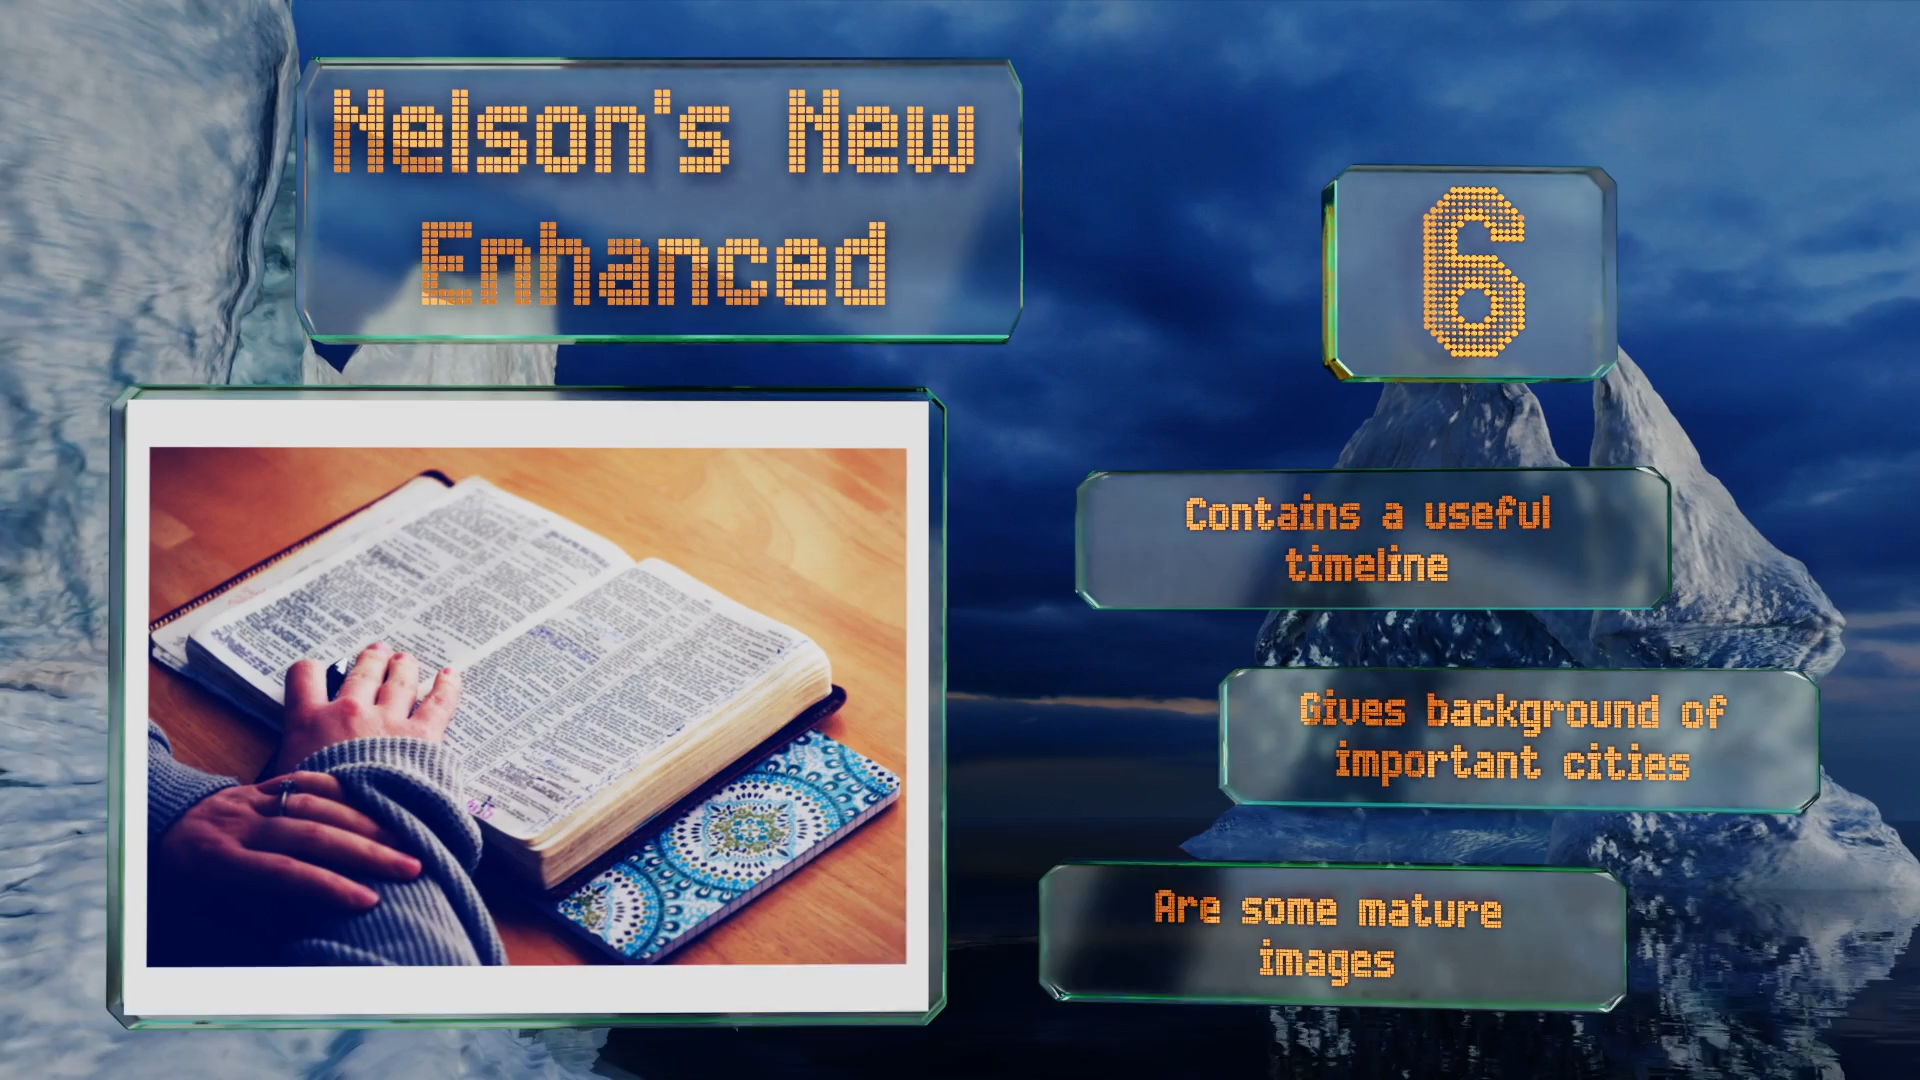 Nelson's New
Enhanced
6
Contains a useful
timeline
Gives background of
important cities
Are some mature
images